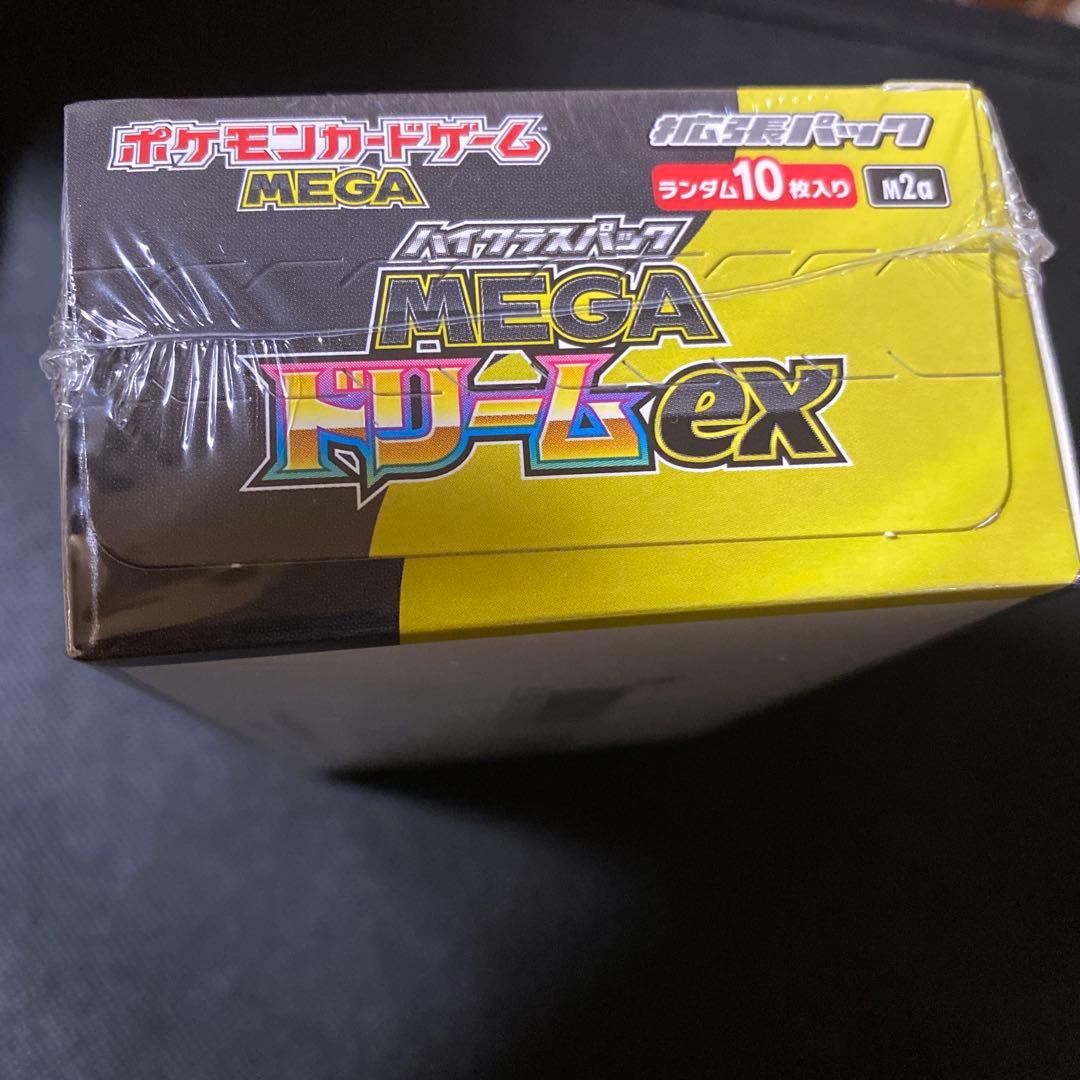 ポケモンカードゲーム
MEGA
拡張パック
ランダム10枚入り M2a
ハイクラスパック
MEGA
ドリームex